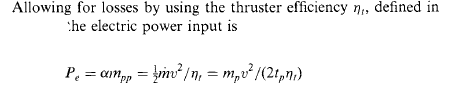 Allowing for losses by using the thruster efficiency ηₜ, defined in
the electric power input is
Pₑ = αmₚₚ = ½ṁv²/ηₜ = mₚv²/(2tₚηₜ)